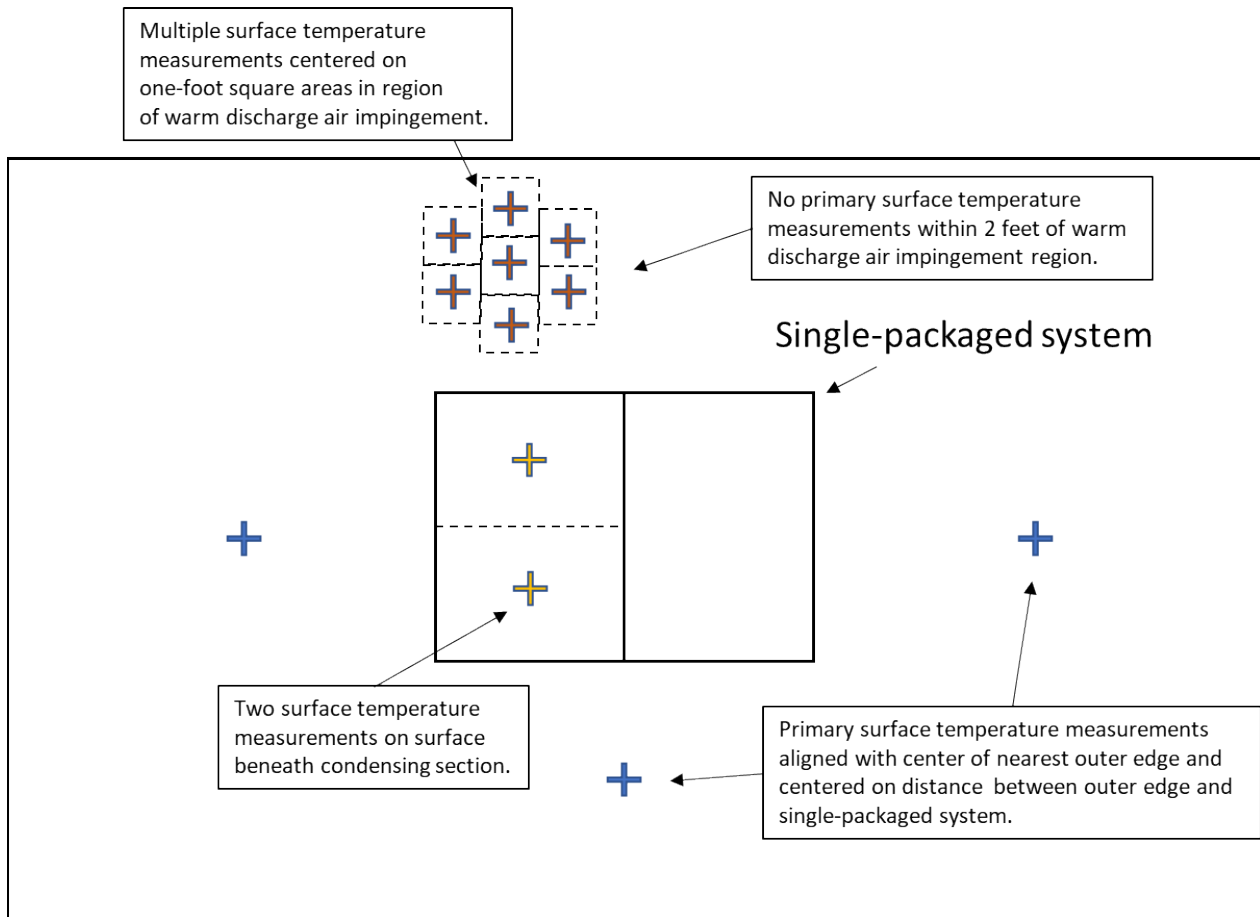 Multiple surface temperature
measurements centered on
one-foot square areas in region
of warm discharge air impingement.
No primary surface temperature
measurements within 2 feet of warm
discharge air impingement region.
Single-packaged system
Two surface temperature
measurements on surface
beneath condensing section.
Primary surface temperature measurements
aligned with center of nearest outer edge and
centered on distance between outer edge and
single-packaged system.